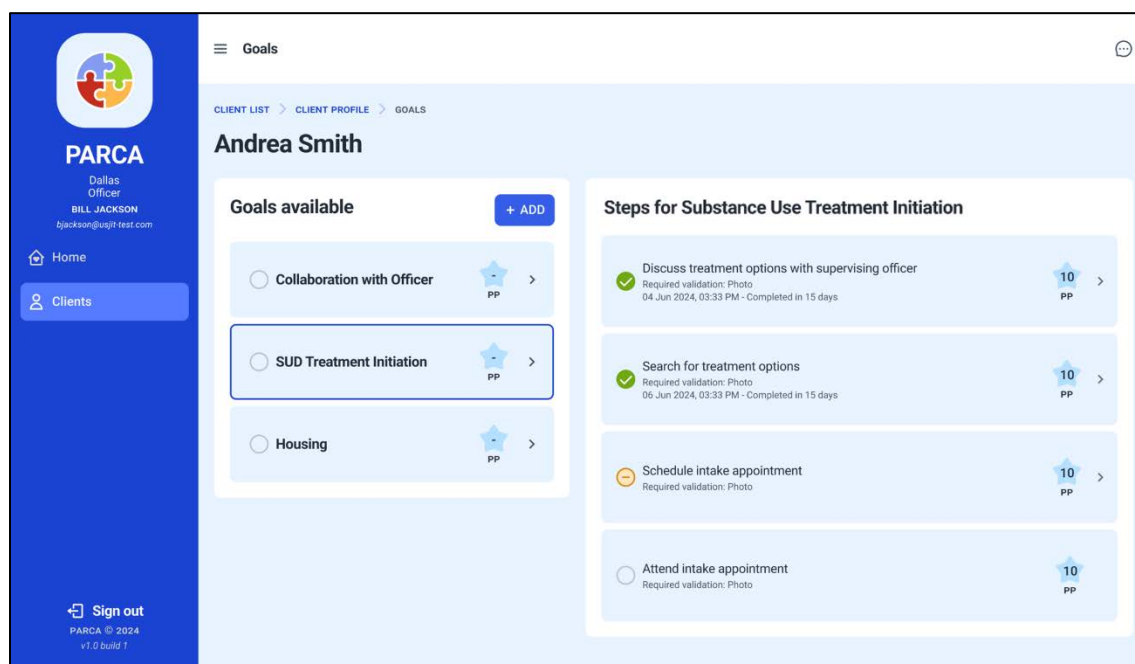 PARCA
Dallas
Officer
BILL JACKSON
bjackson@usjit-test.com
Home
Clients
Sign out
PARCA © 2024
v1.0 build 1
Goals
CLIENT LIST > CLIENT PROFILE > GOALS
Andrea Smith
Goals available
+ ADD
Collaboration with Officer
-
PP
SUD Treatment Initiation
-
PP
Housing
-
PP
Steps for Substance Use Treatment Initiation
Discuss treatment options with supervising officer
Required validation: Photo
04 Jun 2024, 03:33 PM - Completed in 15 days
10
PP
Search for treatment options
Required validation: Photo
06 Jun 2024, 03:33 PM - Completed in 15 days
10
PP
Schedule intake appointment
Required validation: Photo
10
PP
Attend intake appointment
Required validation: Photo
10
PP